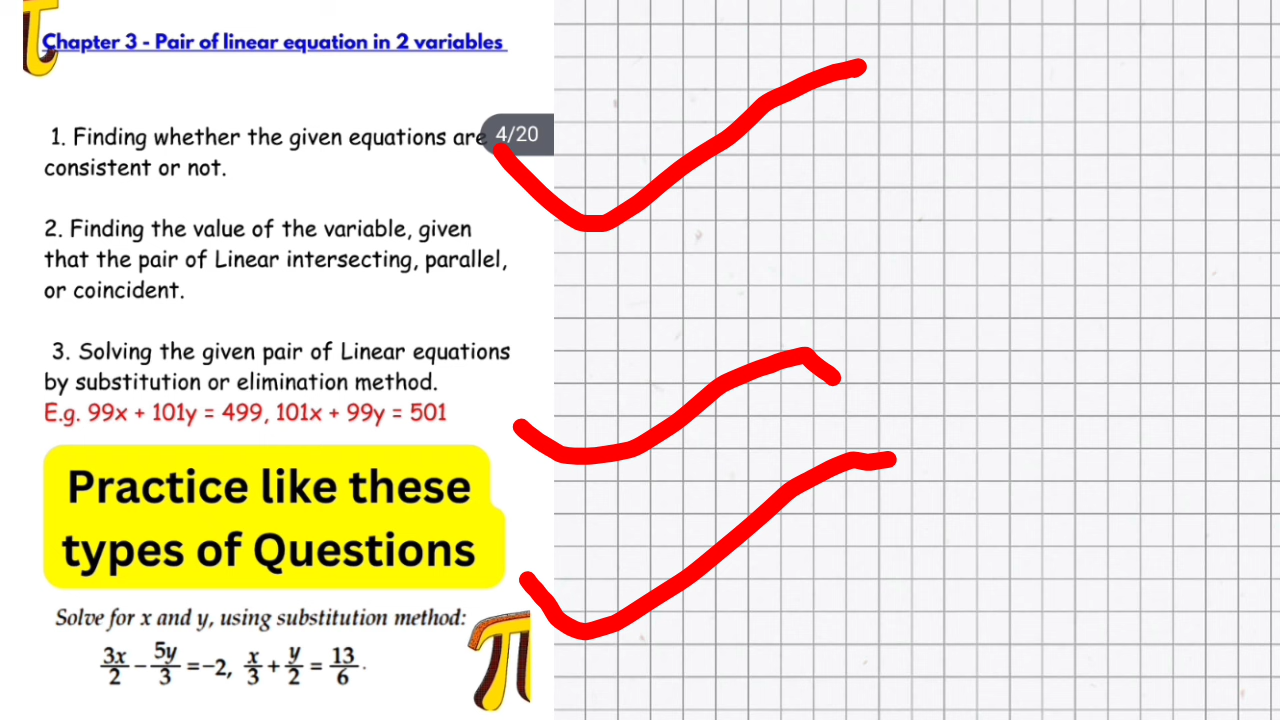 Chapter 3 - Pair of linear equation in 2 variables
1. Finding whether the given equations are
4/20
consistent or not.
2. Finding the value of the variable, given
that the pair of Linear intersecting, parallel,
or coincident.
3. Solving the given pair of Linear equations
by substitution or elimination method.
E.g. 99x + 101y = 499, 101x + 99y = 501
Practice like these
types of Questions
Solve for x and y, using substitution method:
3x/2 − 5y/3 = −2, x/3 + y/2 = 13/6 .